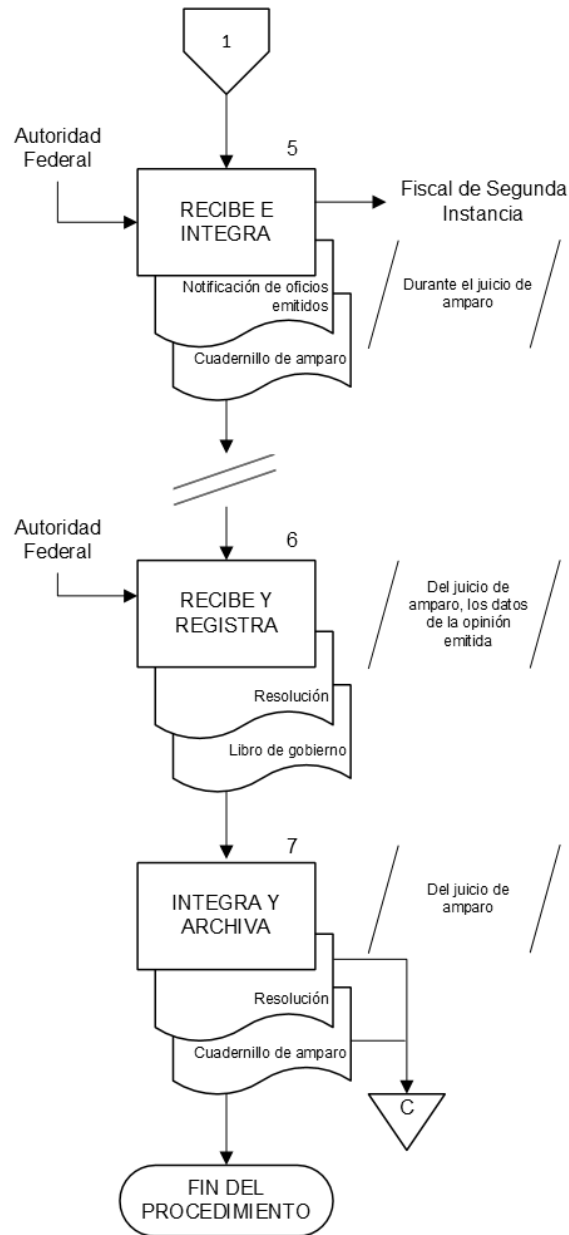 1
Autoridad
Federal
5
RECIBE E
INTEGRA
Fiscal de Segunda
Instancia
Notificación de oficios
emitidos
Durante el juicio de
amparo
Cuadernillo de amparo
Autoridad
Federal
6
RECIBE Y
REGISTRA
Del juicio de
amparo, los datos
de la opinión
emitida
Resolución
Libro de gobierno
7
INTEGRA Y
ARCHIVA
Del juicio de
amparo
Resolución
Cuadernillo de amparo
C
FIN DEL
PROCEDIMIENTO